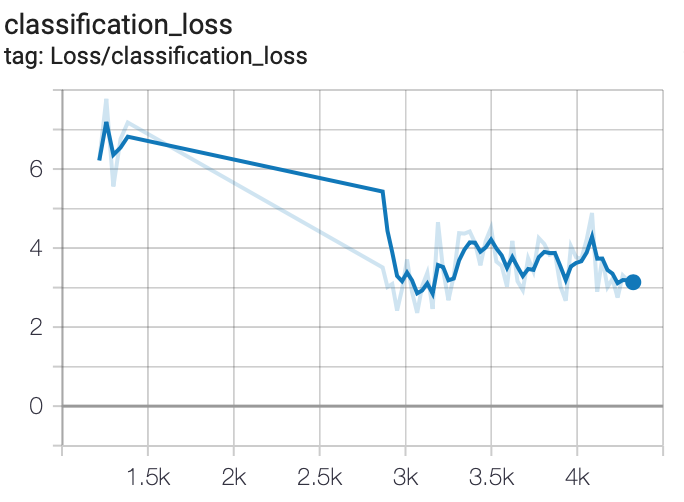 classification_loss
tag: Loss/classification_loss
6
4
2
0
1.5k 2k 2.5k 3k 3.5k 4k